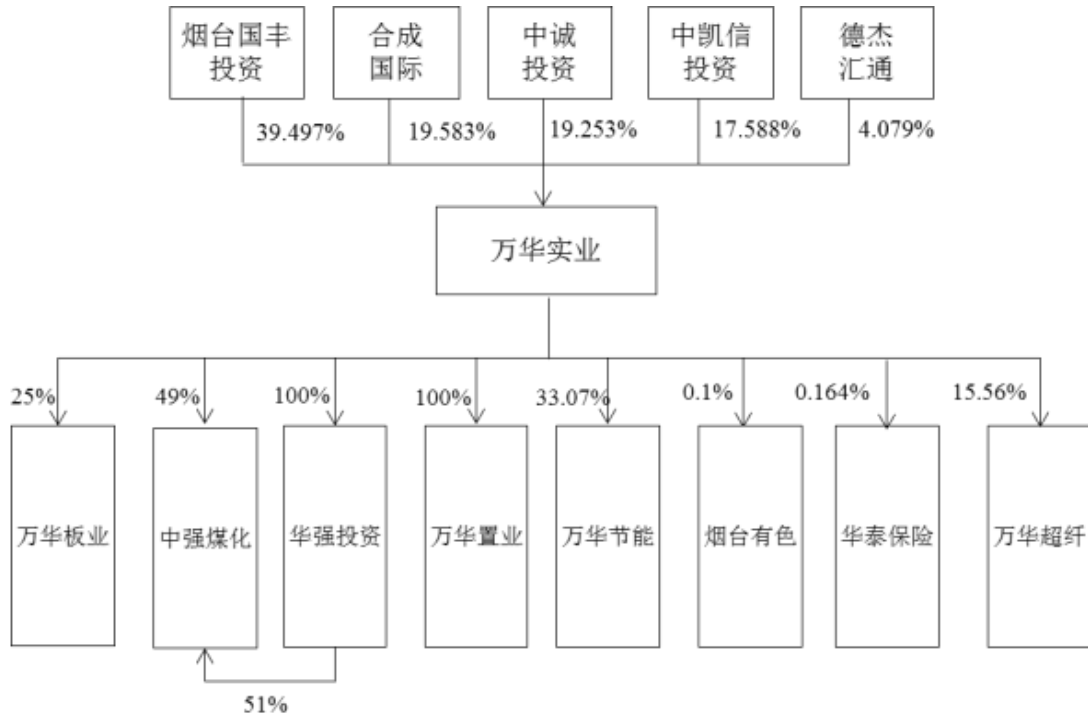 烟台国丰
投资
合成
国际
中诚
投资
中凯信
投资
德杰
汇通
39.497%
19.583%
19.253%
17.588%
4.079%
万华实业
25%
49%
100%
100%
33.07%
0.1%
0.164%
15.56%
万华板业
中强煤化
华强投资
万华置业
万华节能
烟台有色
华泰保险
万华超纤
51%